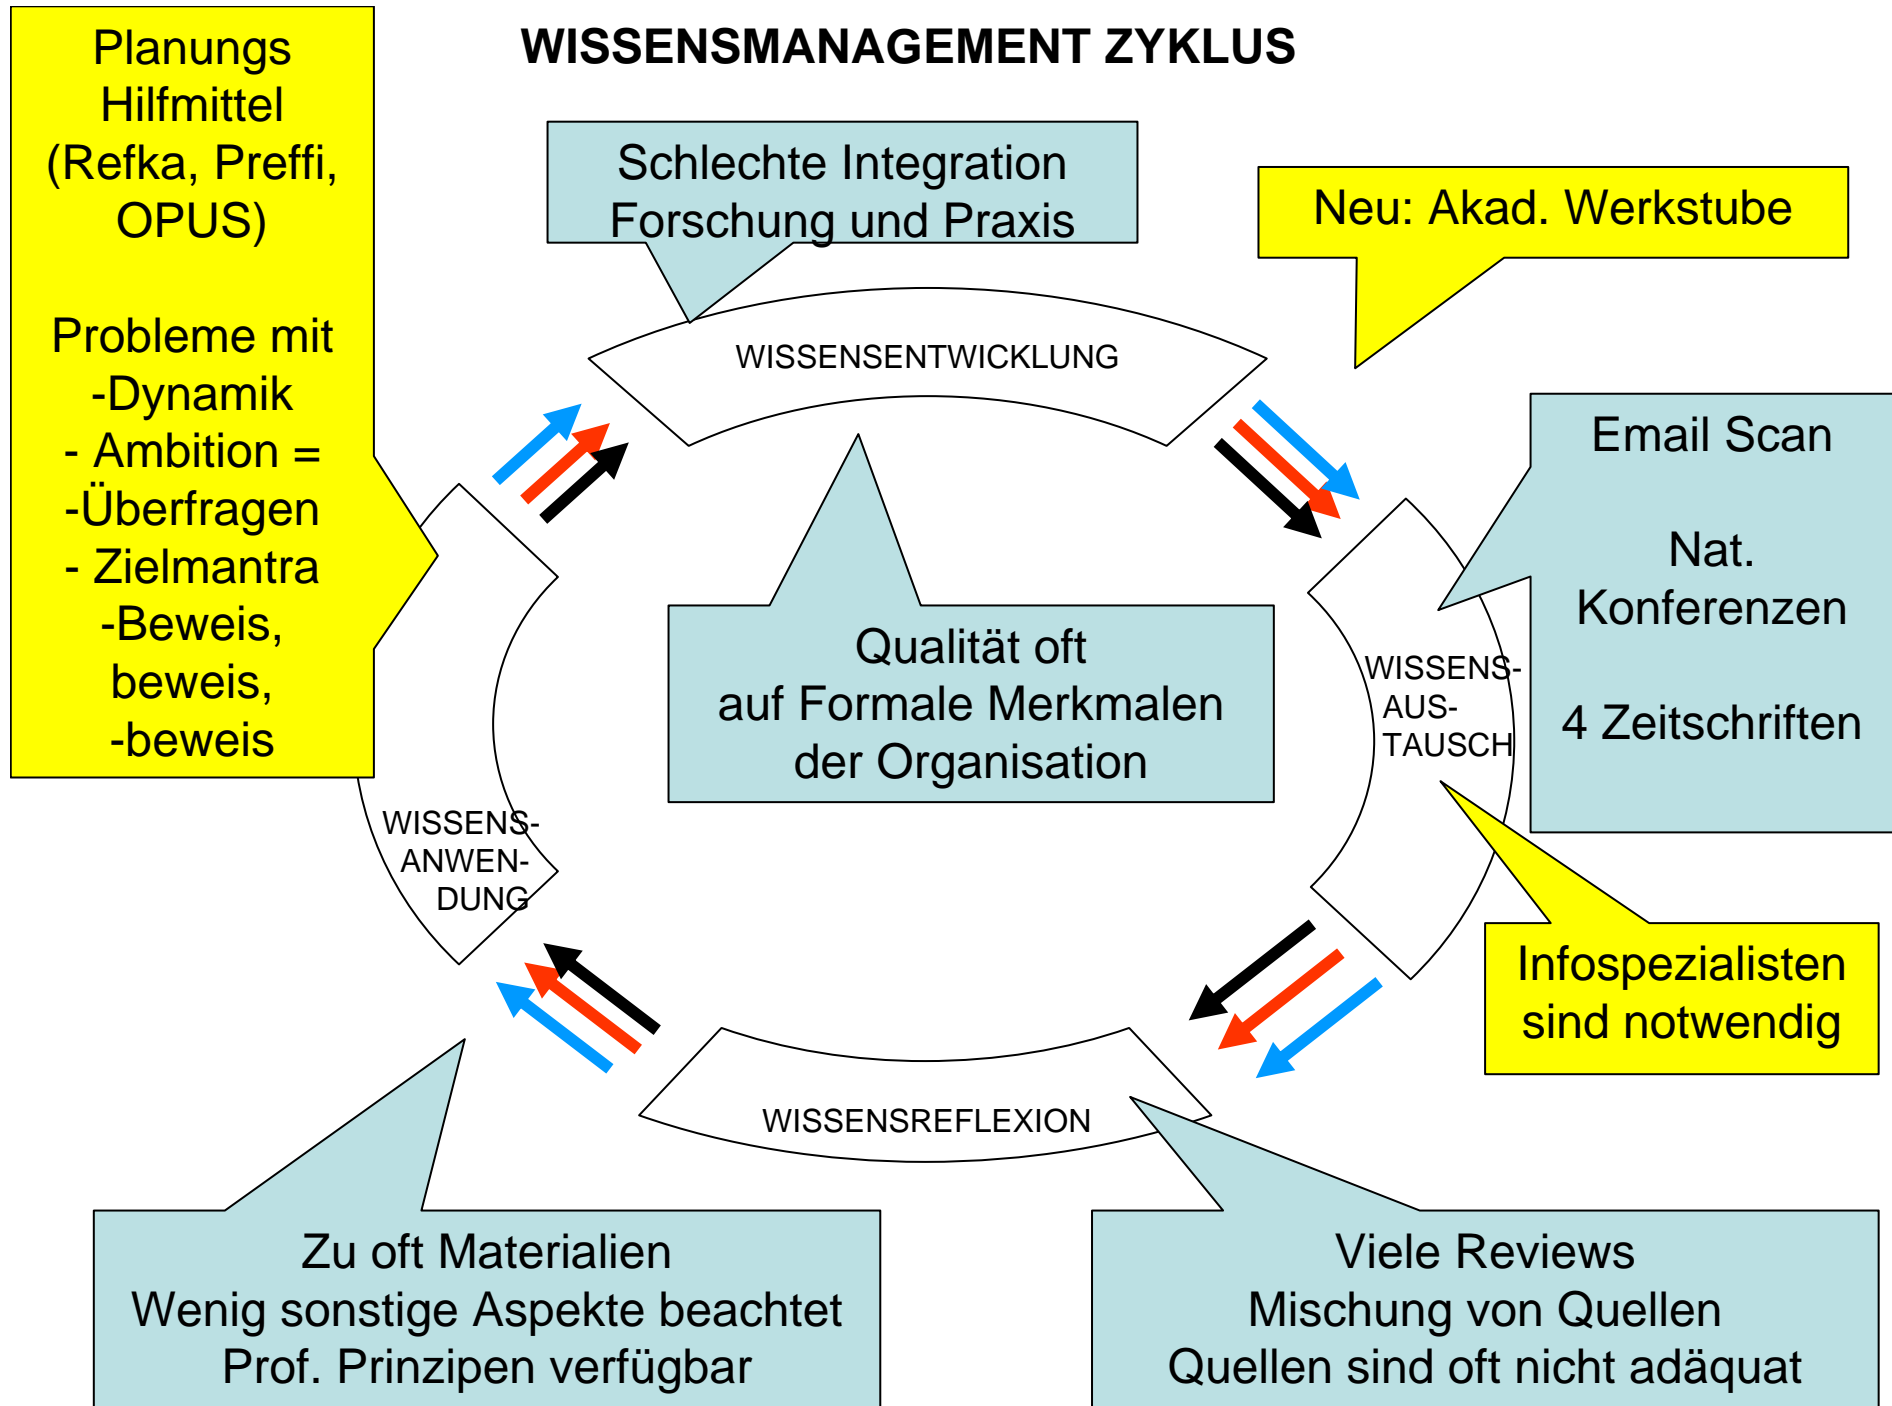 WISSENSMANAGEMENT ZYKLUS
Planungs
Hilfmittel
(Refka, Preffi,
OPUS)
Probleme mit
-Dynamik
- Ambition =
-Überfragen
- Zielmantra
-Beweis,
beweis,
-beweis
Schlechte Integration
Forschung und Praxis
Neu: Akad. Werkstube
WISSENSENTWICKLUNG
Email Scan
Nat.
Konferenzen
4 Zeitschriften
Qualität oft
auf Formale Merkmalen
der Organisation
WISSENS-
AUS-
TAUSCH
WISSENS-
ANWEN-
DUNG
Infospezialisten
sind notwendig
WISSENSREFLEXION
Zu oft Materialien
Wenig sonstige Aspekte beachtet
Prof. Prinzipen verfügbar
Viele Reviews
Mischung von Quellen
Quellen sind oft nicht adäquat